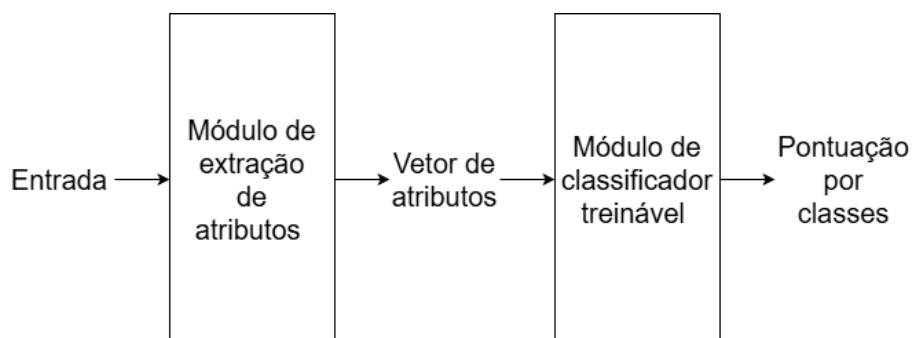 Entrada
Módulo de
extração
de
atributos
Vetor de
atributos
Módulo de
classificador
treinável
Pontuação
por
classes